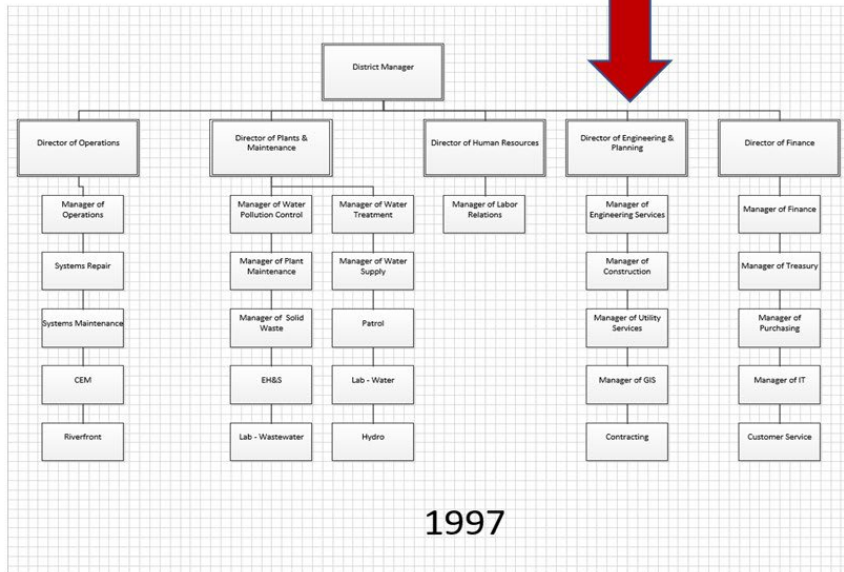 District Manager
Director of Operations
Director of Plants &
Maintenance
Director of Human Resources
Director of Engineering &
Planning
Director of Finance
Manager of
Operations
Systems Repair
Systems Maintenance
CEM
Riverfront
Manager of Water
Pollution Control
Manager of Plant
Maintenance
Manager of Solid
Waste
EH&S
Lab - Wastewater
Manager of Water
Treatment
Manager of Water
Supply
Patrol
Lab - Water
Hydro
Manager of Labor
Relations
Manager of
Engineering Services
Manager of
Construction
Manager of Utility
Services
Manager of GIS
Contracting
Manager of Finance
Manager of Treasury
Manager of
Purchasing
Manager of IT
Customer Service
1997